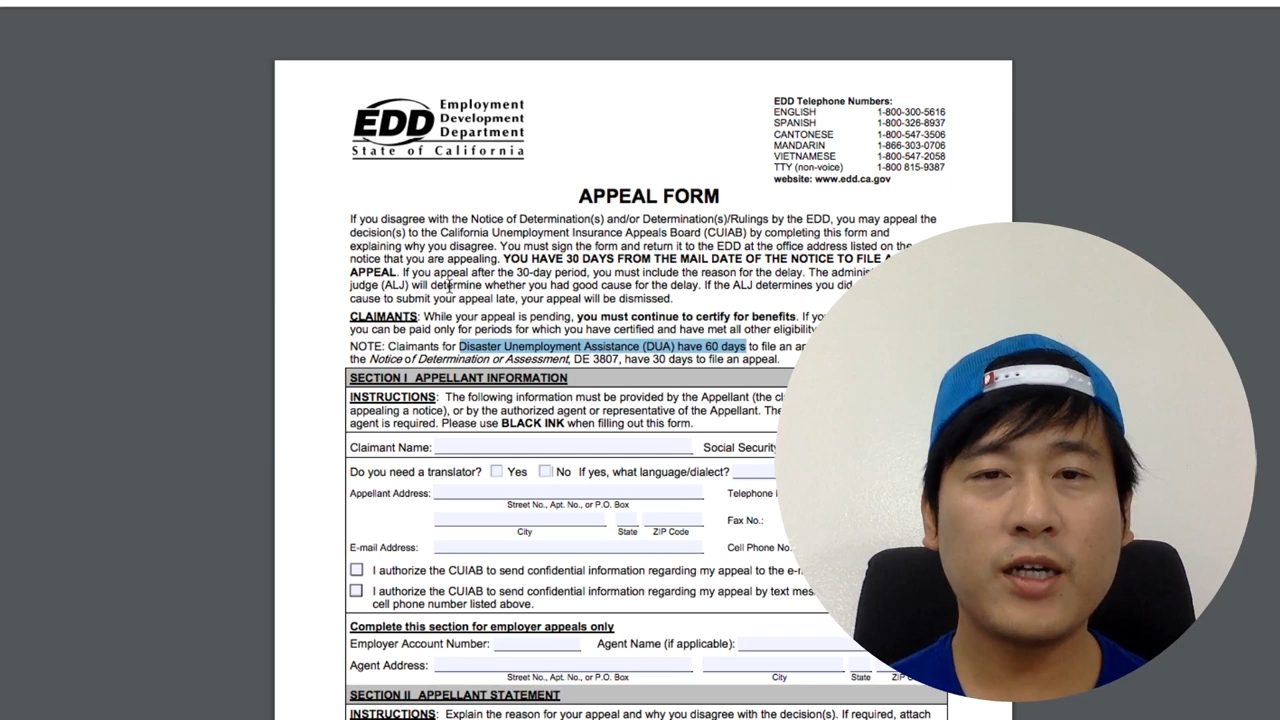 EDD Employment
Development
Department
State of California
EDD Telephone Numbers:
ENGLISH 1-800-300-5616
SPANISH 1-800-326-8937
CANTONESE 1-800-547-3506
MANDARIN 1-866-303-0706
VIETNAMESE 1-800-547-2058
TTY (non-voice) 1-800 815-9387
website: www.edd.ca.gov
APPEAL FORM
If you disagree with the Notice of Determination(s) and/or Determination(s)/Rulings by the EDD, you may appeal the
decision(s) to the California Unemployment Insurance Appeals Board (CUIAB) by completing this form and
explaining why you disagree. You must sign the form and return it to the EDD at the office address listed on the
notice that you are appealing. YOU HAVE 30 DAYS FROM THE MAIL DATE OF THE NOTICE TO FILE
APPEAL. If you appeal after the 30-day period, you must include the reason for the delay. The
judge (ALJ) will determine whether you had good cause for the delay. If the ALJ determines you did
cause to submit your appeal late, your appeal will be dismissed.
CLAIMANTS: While your appeal is pending, you must continue to certify for benefits. If
you can be paid only for periods for which you have certified and have met all other eligibility
NOTE: Claimants for Disaster Unemployment Assistance (DUA) have 60 days to file an
the Notice of Determination or Assessment, DE 3807, have 30 days to file an appeal.
SECTION I APPELLANT INFORMATION
INSTRUCTIONS: The following information must be provided by the Appellant (the
appealing a notice), or by the authorized agent or representative of the Appellant. The
agent is required. Please use BLACK INK when filling out this form.
Claimant Name: Social Security
Do you need a translator? Yes No If yes, what language/dialect?
Appellant Address: Telephone
Street No., Apt. No., or P.O. Box
Fax No.:
City State ZIP Code
E-mail Address: Cell Phone No.
I authorize the CUIAB to send confidential information regarding my appeal to the
I authorize the CUIAB to send confidential information regarding my appeal by text
cell phone number listed above.
Complete this section for employer appeals only
Employer Account Number: Agent Name (if applicable):
Agent Address:
Street No., Apt. No., or P.O. Box City State
SECTION II APPELLANT STATEMENT
INSTRUCTIONS: Explain the reason for your appeal and why you disagree with the decision(s). If required, attach